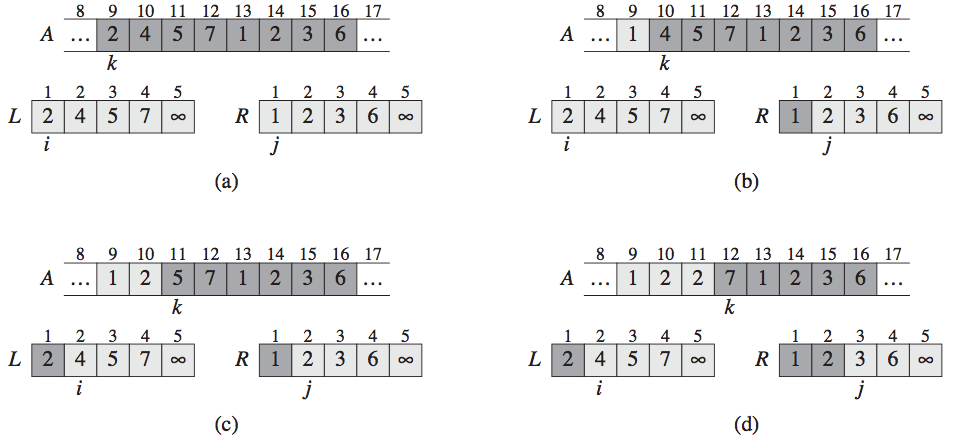 8 9 10 11 12 13 14 15 16 17
A … 2 4 5 7 1 2 3 6 …
k
1 2 3 4 5
L 2 4 5 7 ∞
i
1 2 3 4 5
R 1 2 3 6 ∞
j
(a)
8 9 10 11 12 13 14 15 16 17
A … 1 4 5 7 1 2 3 6 …
k
1 2 3 4 5
L 2 4 5 7 ∞
i
1 2 3 4 5
R 1 2 3 6 ∞
j
(b)
8 9 10 11 12 13 14 15 16 17
A … 1 2 5 7 1 2 3 6 …
k
1 2 3 4 5
L 2 4 5 7 ∞
i
1 2 3 4 5
R 1 2 3 6 ∞
j
(c)
8 9 10 11 12 13 14 15 16 17
A … 1 2 2 7 1 2 3 6 …
k
1 2 3 4 5
L 2 4 5 7 ∞
i
1 2 3 4 5
R 1 2 3 6 ∞
j
(d)